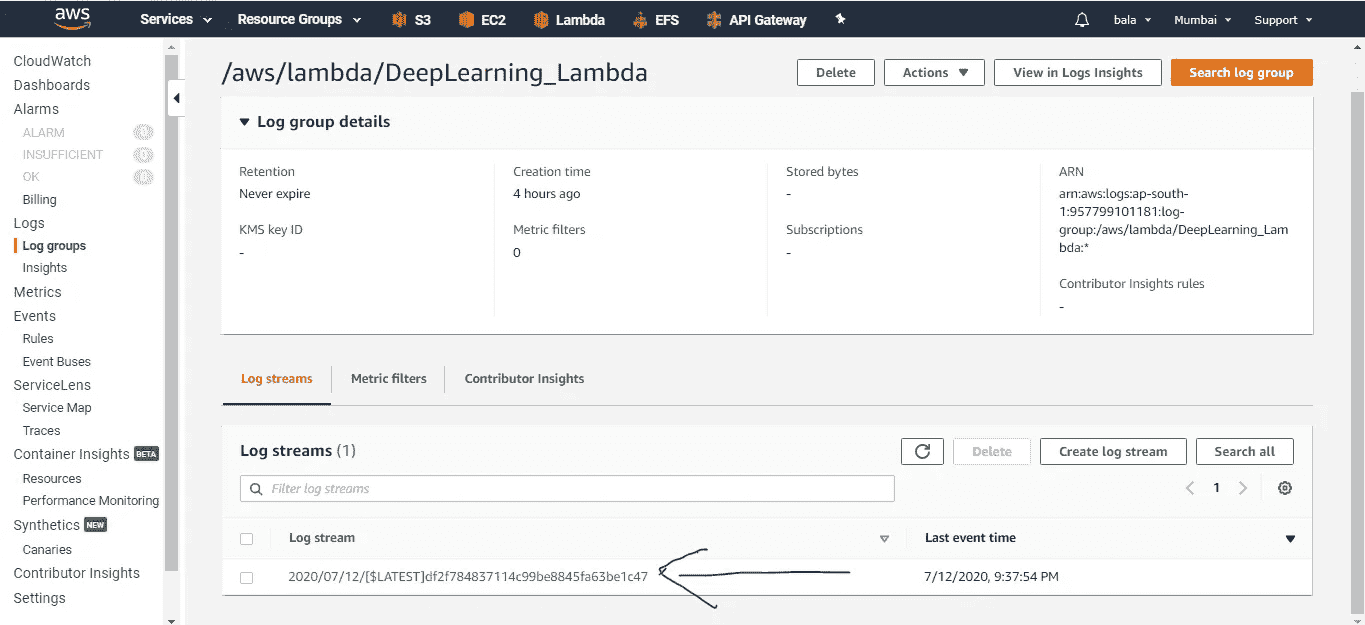 aws
Services
Resource Groups
S3
EC2
Lambda
EFS
API Gateway
bala
Mumbai
Support
CloudWatch
Dashboards
Alarms
ALARM
INSUFFICIENT
OK
Billing
Logs
Log groups
Insights
Metrics
Events
Rules
Event Buses
ServiceLens
Service Map
Traces
Container Insights BETA
Resources
Performance Monitoring
Synthetics NEW
Canaries
Contributor Insights
Settings
/aws/lambda/DeepLearning_Lambda
Delete
Actions
View in Logs Insights
Search log group
Log group details
Retention
Never expire
KMS key ID
-
Creation time
4 hours ago
Metric filters
0
Stored bytes
-
Subscriptions
-
ARN
arn:aws:logs:ap-south-
1:957799101181:log-
group:/aws/lambda/DeepLearning_Lam
bda:*
Contributor Insights rules
-
Log streams
Metric filters
Contributor Insights
Log streams (1)
Delete
Create log stream
Search all
Filter log streams
1
Log stream
Last event time
2020/07/12/[$LATEST]df2f784837114c99be8845fa63be1c47
7/12/2020, 9:37:54 PM